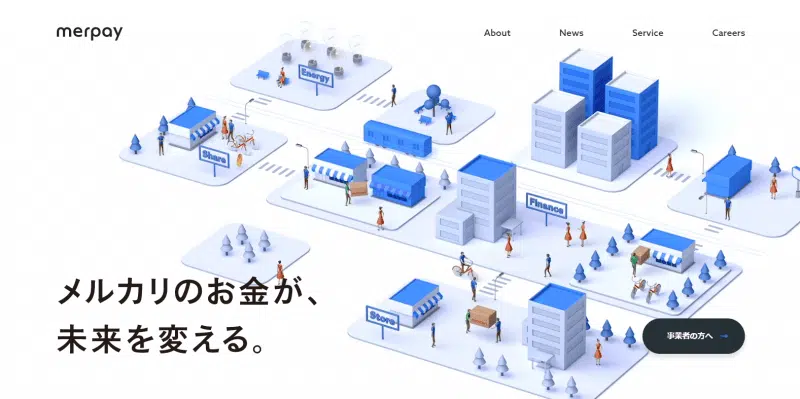 merpay
About
News
Service
Careers
Energy
Share
Finance
メルカリのお金が、
未来を変える。
Store
事業者の方へ